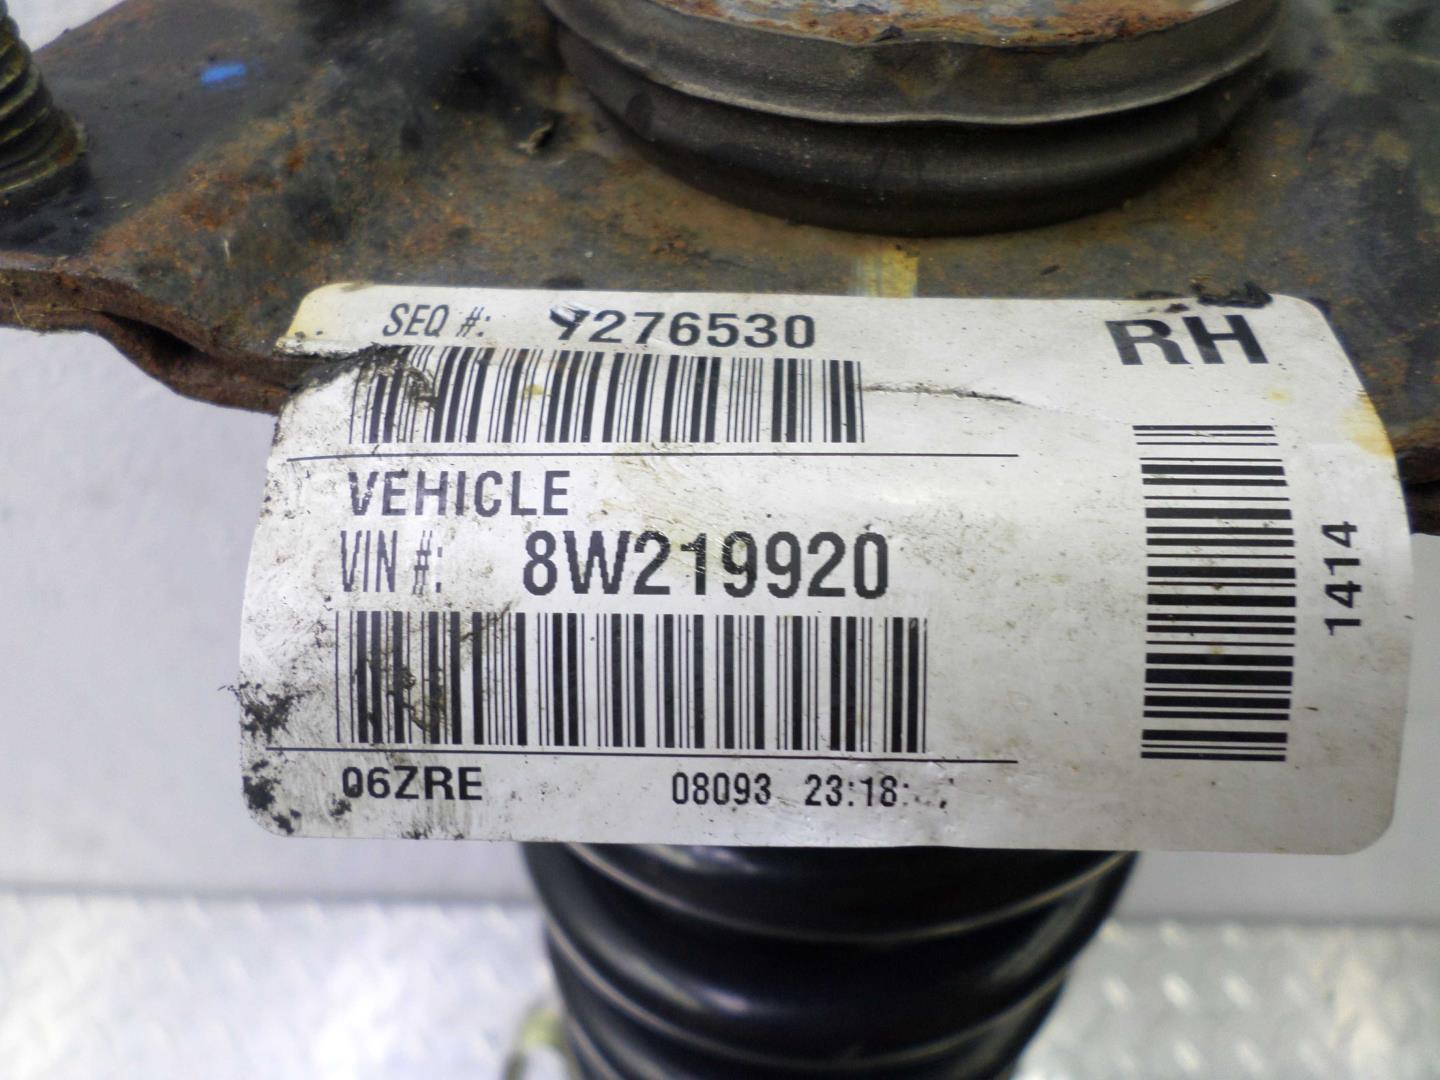 SEQ #: 7276530
RH
VEHICLE
VIN #: 8W219920
1414
06ZRE 08093 23:18: